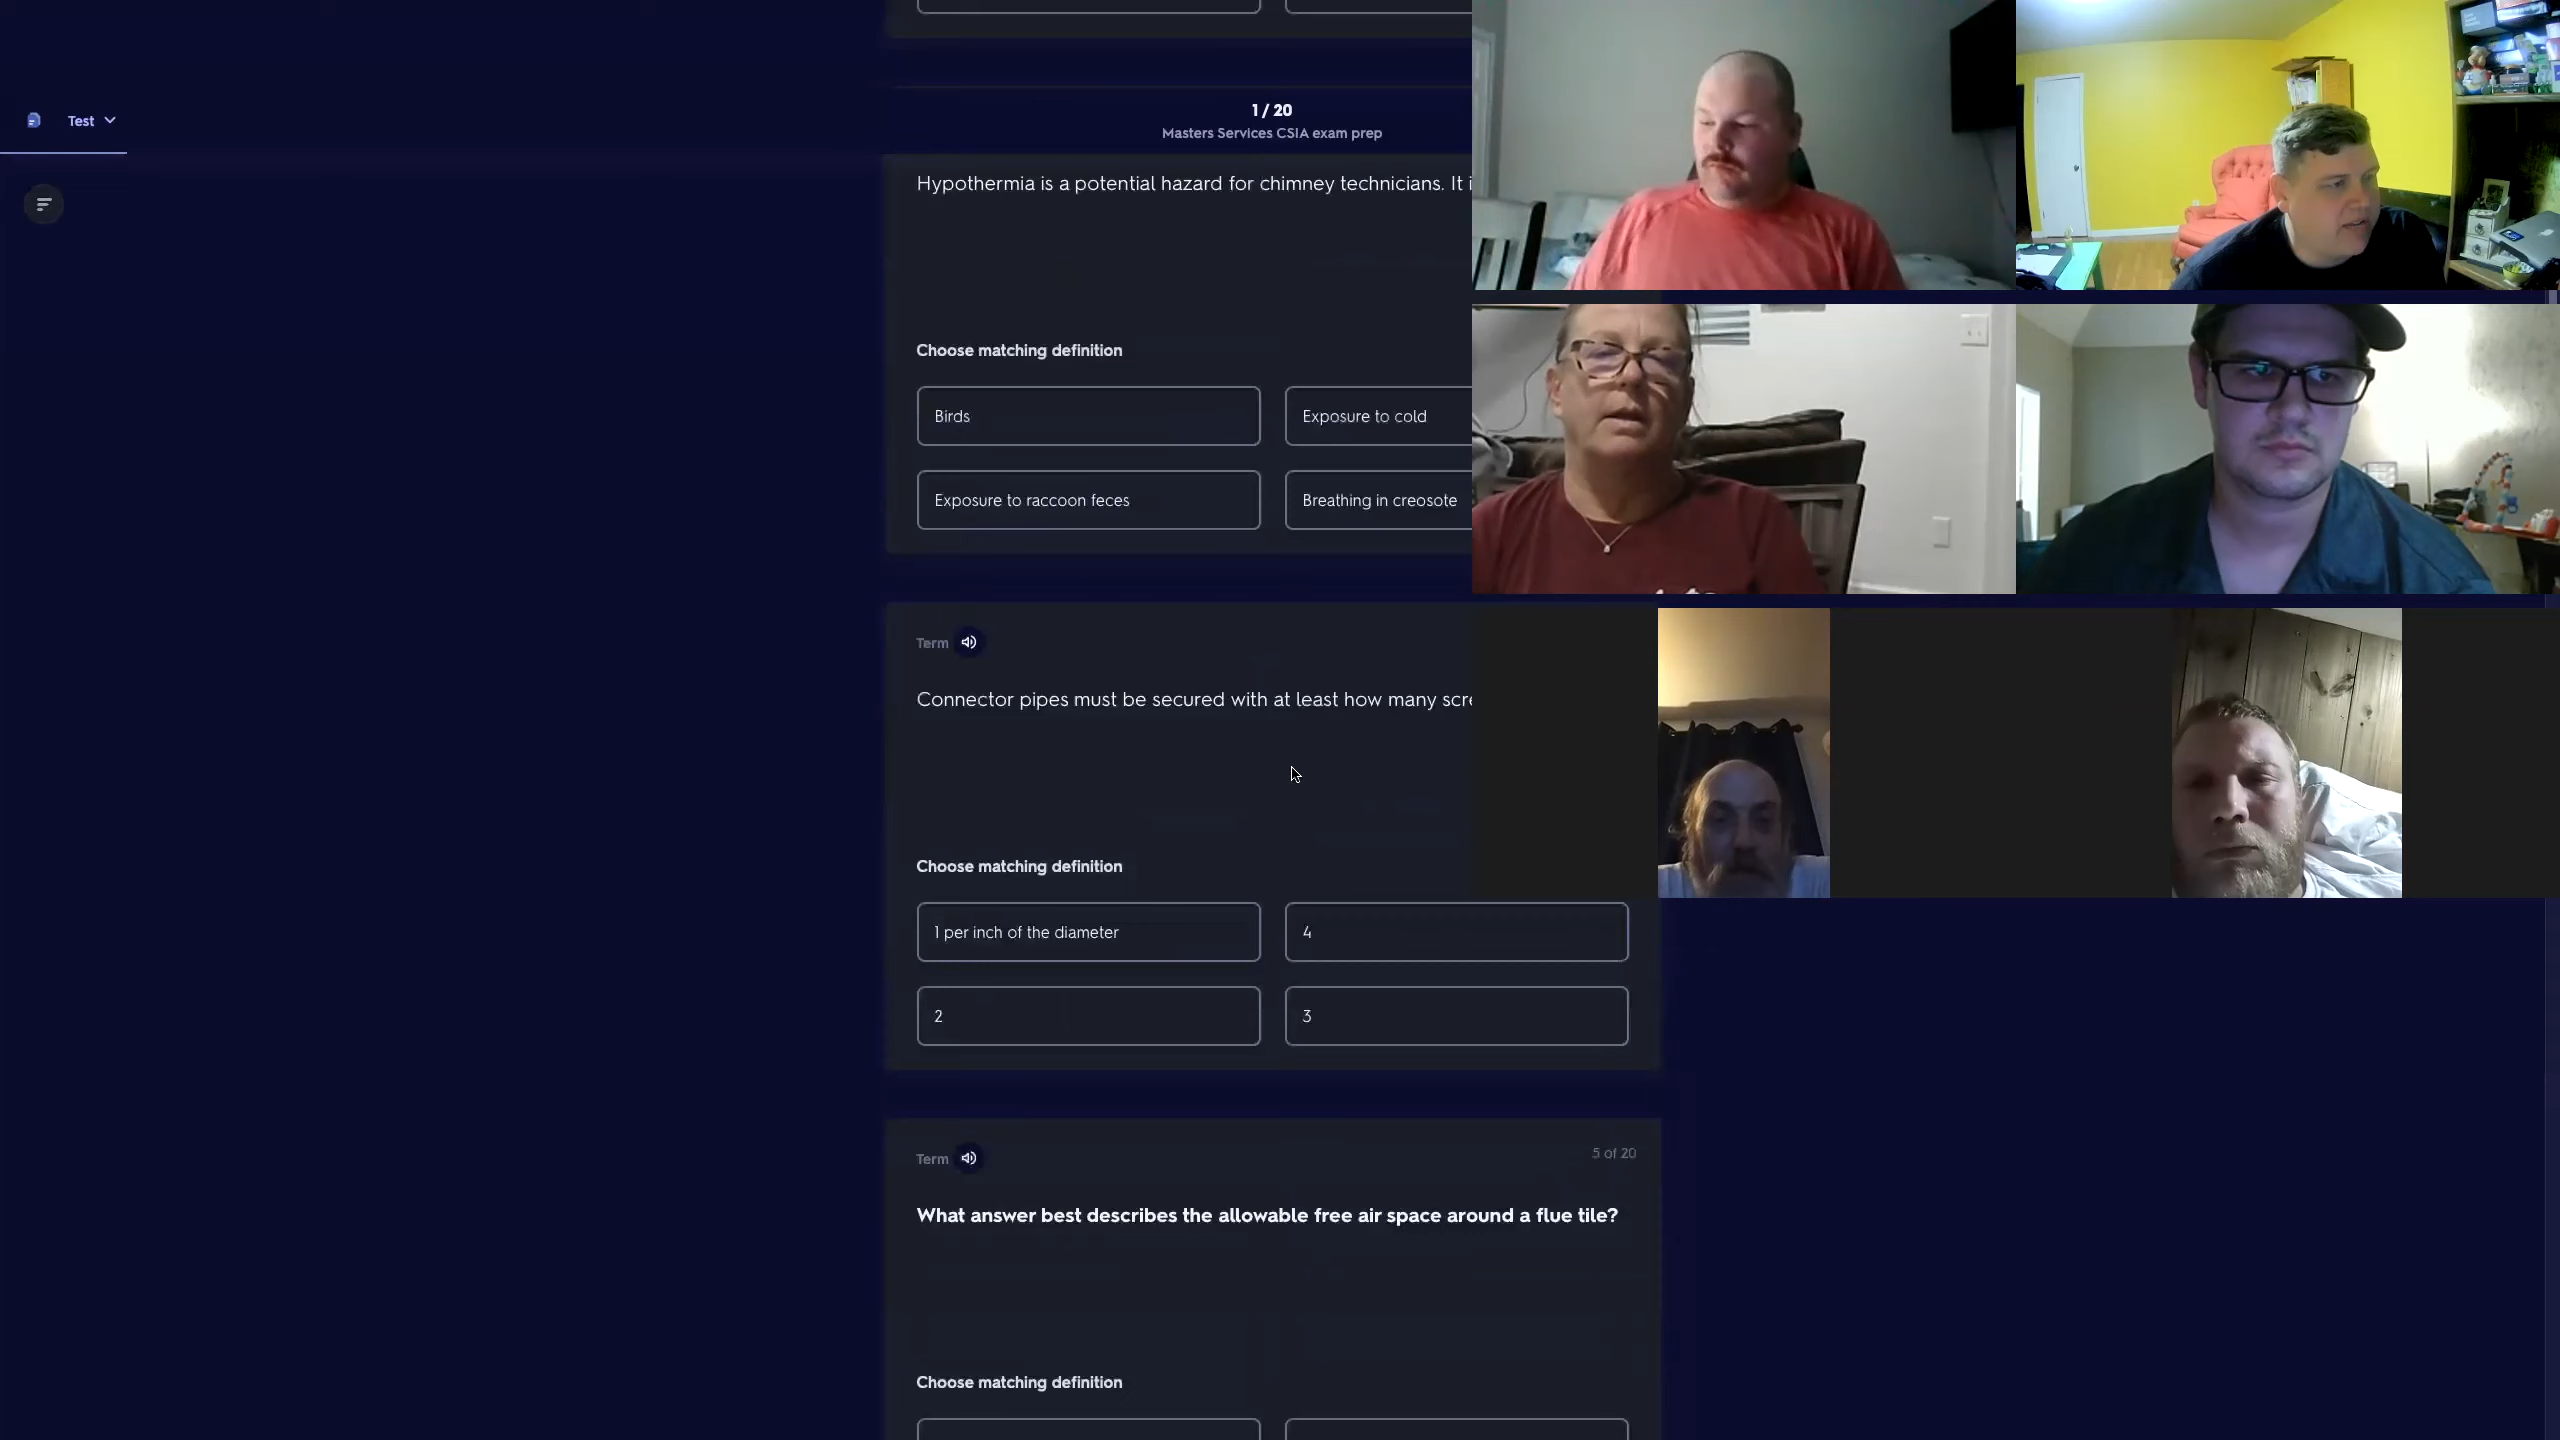 1 / 20
Test
Masters Services CSIA exam prep
Hypothermia is a potential hazard for chimney technicians. It
Choose matching definition
Birds
Exposure to cold
Exposure to raccoon feces
Breathing in creosote
Term
Connector pipes must be secured with at least how many
Choose matching definition
1 per inch of the diameter
4
2
3
Term
5 of 20
What answer best describes the allowable free air space around a flue tile?
Choose matching definition